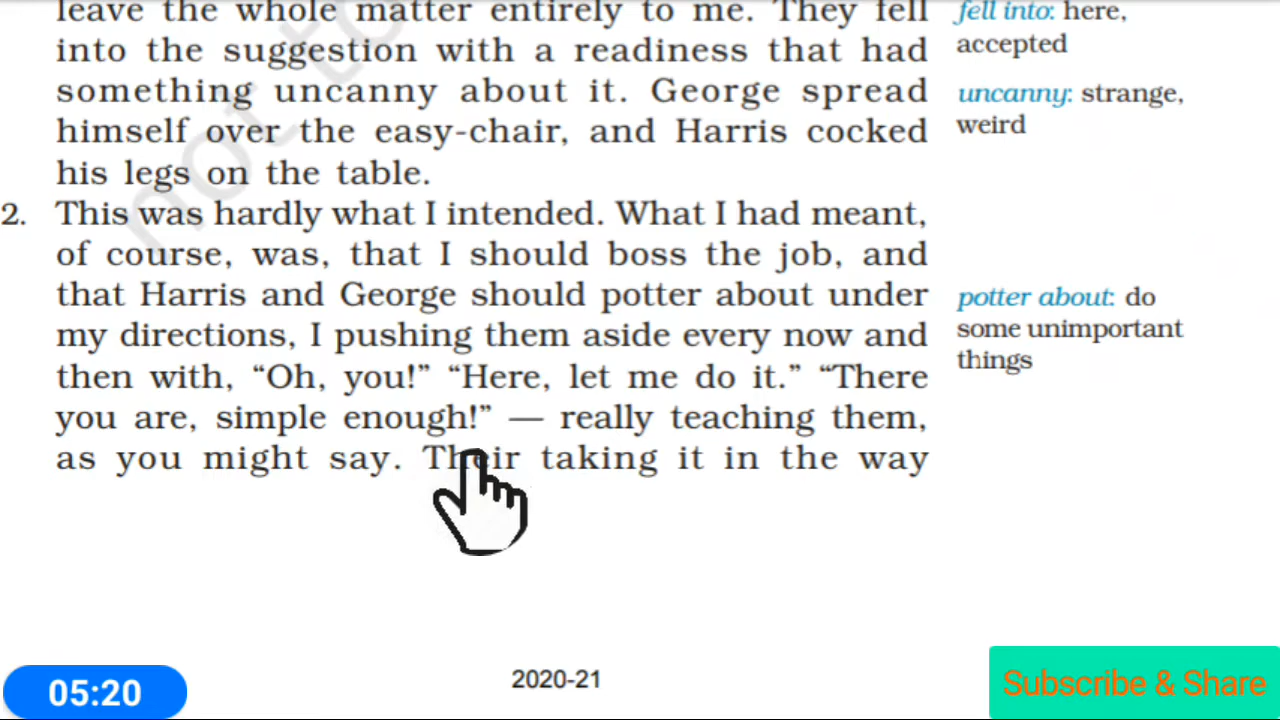 leave the whole matter entirely to me. They fell
into the suggestion with a readiness that had
something uncanny about it. George spread
himself over the easy-chair, and Harris cocked
his legs on the table.
2. This was hardly what I intended. What I had meant,
of course, was, that I should boss the job, and
that Harris and George should potter about under
my directions, I pushing them aside every now and
then with, “Oh, you!” “Here, let me do it.” “There
you are, simple enough!” — really teaching them,
as you might say. Their taking it in the way
fell into: here,
accepted
uncanny: strange,
weird
potter about: do
some unimportant
things
not to
2020-21
05:20
Subscribe & Share